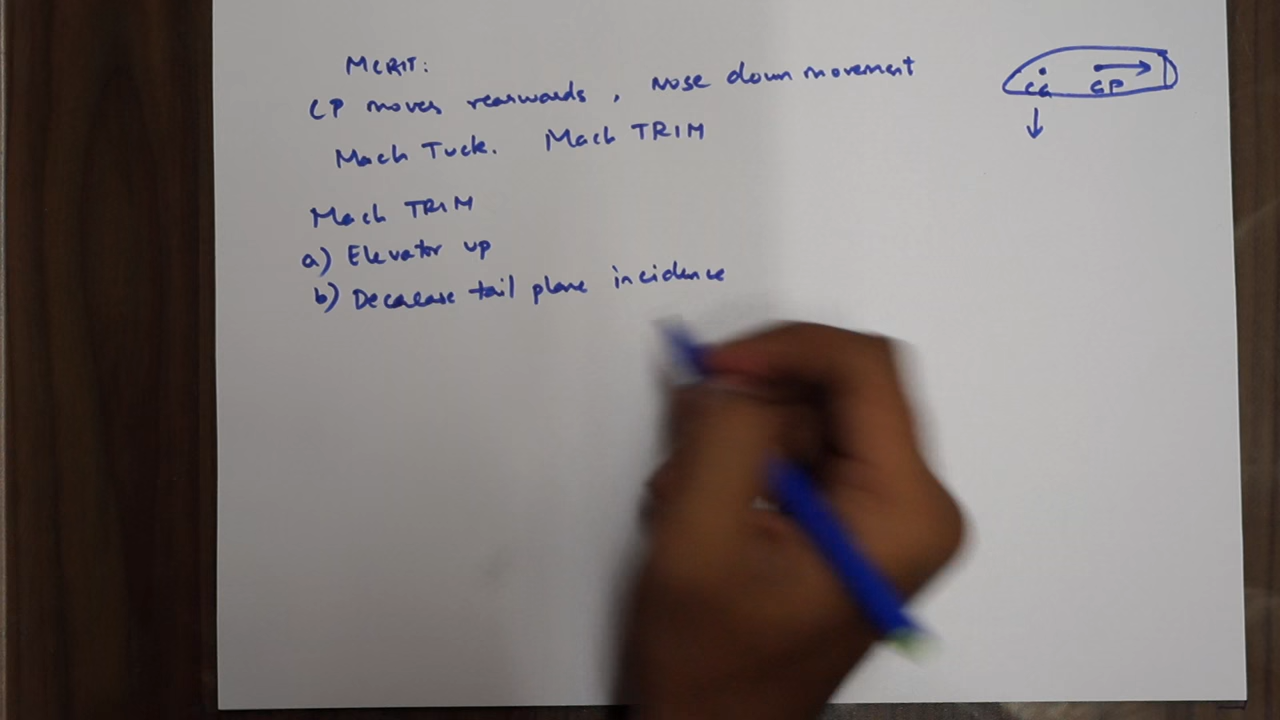 MCRIT:
CP moves rearwards, Nose down movement
Mach Tuck. Mach TRIM
Mach TRIM
a) Elevator up
b) Decrease tail plane incidence
CG CP